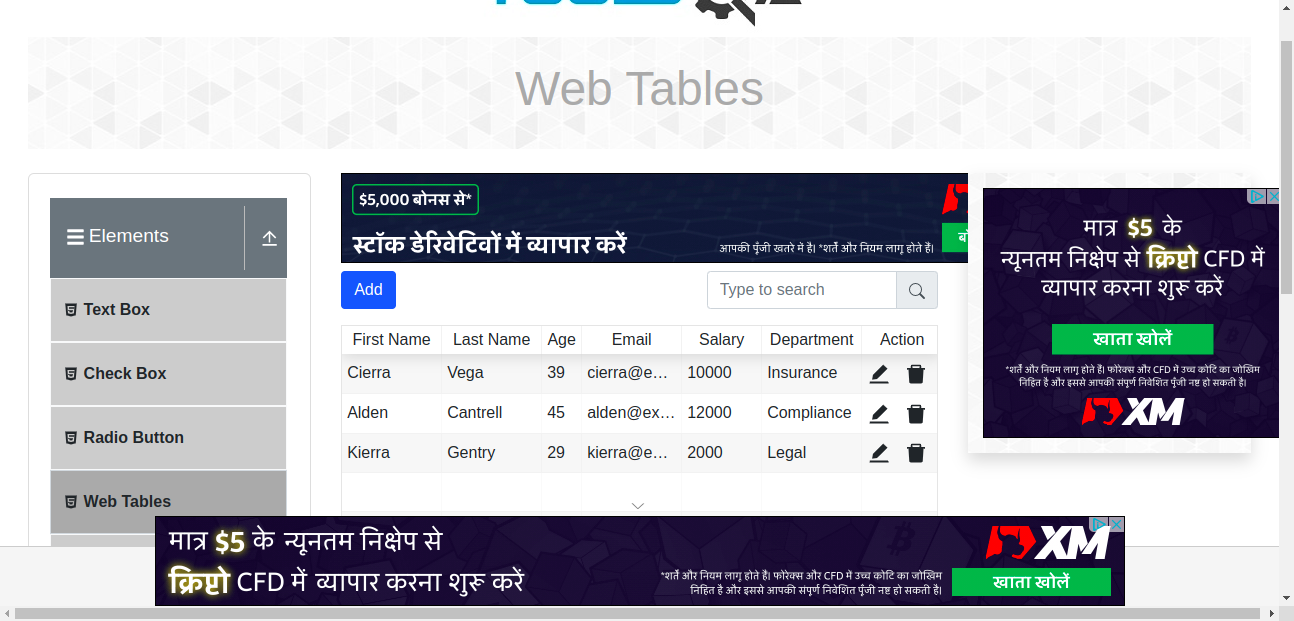 Web Tables
Elements
Text Box
Check Box
Radio Button
Web Tables
$5,000 बोनस से*
स्टॉक डेरिवेटिवों में व्यापार करें
आपकी पूँजी खतरे में है। *शर्तें और नियम लागू होते हैं।
Add
Type to search
First Name Last Name Age Email Salary Department Action
Cierra Vega 39 cierra@e... 10000 Insurance
Alden Cantrell 45 alden@ex... 12000 Compliance
Kierra Gentry 29 kierra@e... 2000 Legal
मात्र $5 के
न्यूनतम निक्षेप से क्रिप्टो CFD में
व्यापार करना शुरू करें
खाता खोलें
*शर्तें और नियम लागू होते हैं। फोरेक्स और CFD में उच्च कोटि का जोखिम
निहित है और इससे आपकी संपूर्ण निवेशित पूँजी नष्ट हो सकती है।
XM
मात्र $5 के न्यूनतम निक्षेप से
क्रिप्टो CFD में व्यापार करना शुरू करें
*शर्तें और नियम लागू होते हैं। फोरेक्स और CFD में उच्च कोटि का जोखिम
निहित है और इससे आपकी संपूर्ण निवेशित पूँजी नष्ट हो सकती है।
XM
खाता खोलें